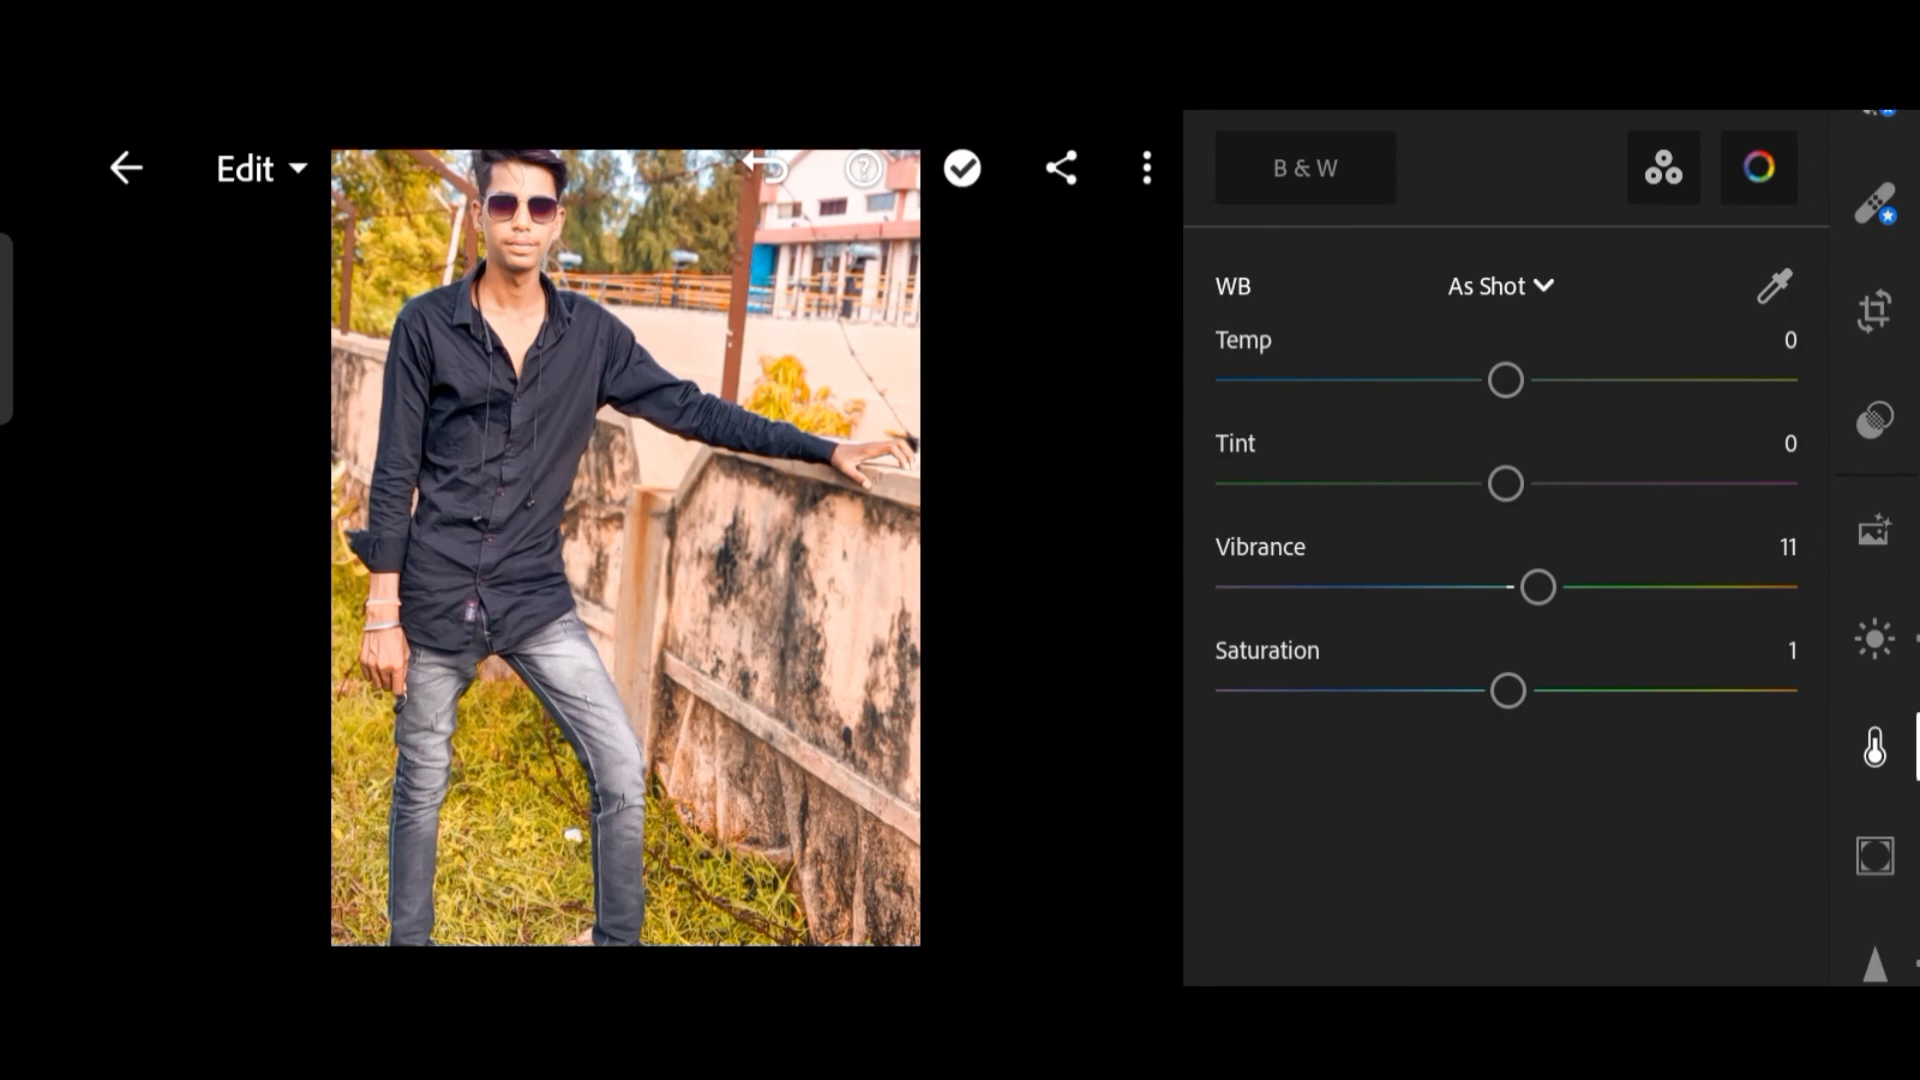 Edit
B & W
WB As Shot
Temp 0
Tint 0
Vibrance 11
Saturation 1